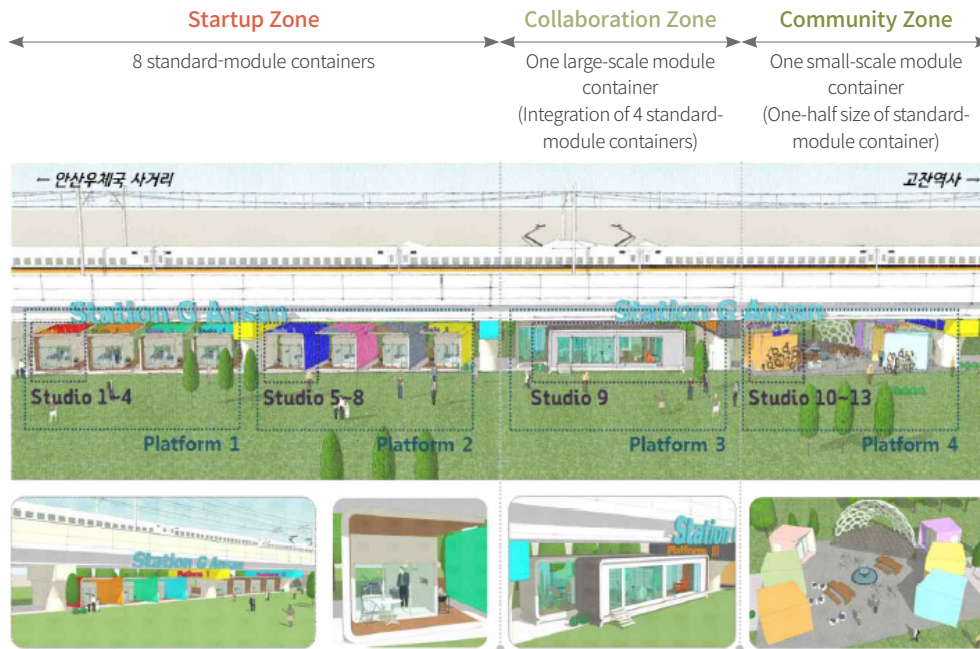 Startup Zone
Collaboration Zone
Community Zone
8 standard-module containers
One large-scale module
container
(Integration of 4 standard-
module containers)
One small-scale module
container
(One-half size of standard-
module container)
← 안산우체국 사거리
고잔역사 →
Station G Ansan
Station G Ansan
Studio 1~4
Studio 5~8
Studio 9
Studio 10~13
Platform 1
Platform 2
Platform 3
Platform 4
Station G Ansan
Platform
Station
Platform III